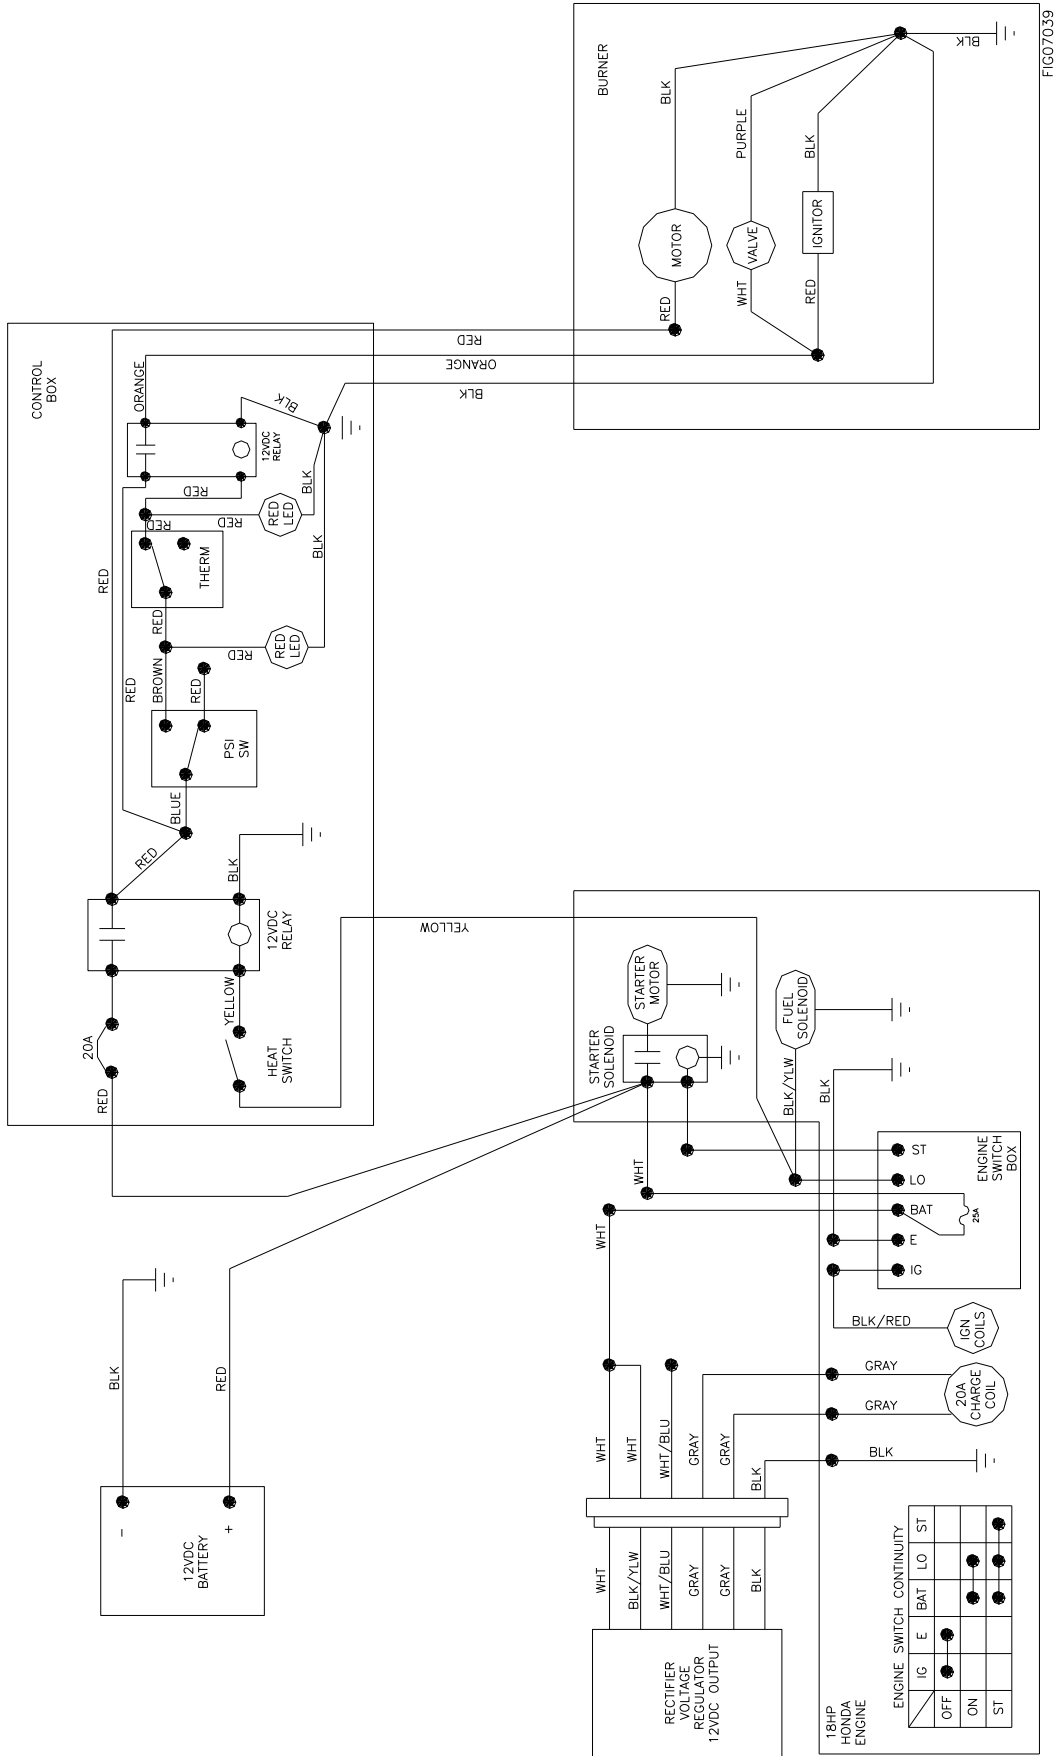 FIG07039
BURNER
BLK
BLK
PURPLE
BLK
MOTOR
VALVE
IGNITOR
RED
WHT
RED
CONTROL
BOX
RED
ORANGE
BLK
ORANGE
BLK
12VDC
RELAY
RED
RED
RED
RED
LED
BLK
BLK
THERM
RED
RED
RED
RED
LED
RED
BROWN
RED
PSI
SW
BLUE
RED
BLK
12VDC
RELAY
YELLOW
20A
RED
HEAT
SWITCH
YELLOW
STARTER
MOTOR
STARTER
SOLENOID
FUEL
SOLENOID
BLK/YLW
BLK
WHT
ST
LO
BAT
E
IG
ENGINE
SWITCH
BOX
25A
WHT
BLK/RED
IGN
COILS
GRAY
GRAY
20A
CHARGE
COIL
BLK
BLK
RED
-
+
12VDC
BATTERY
WHT
WHT
WHT/BLU
GRAY
GRAY
BLK
WHT
BLK/YLW
WHT/BLU
GRAY
GRAY
BLK
RECTIFIER
VOLTAGE
REGULATOR
12VDC OUTPUT
18HP
HONDA
ENGINE
ENGINE SWITCH CONTINUITY
IG E BAT LO ST
OFF
ON
ST